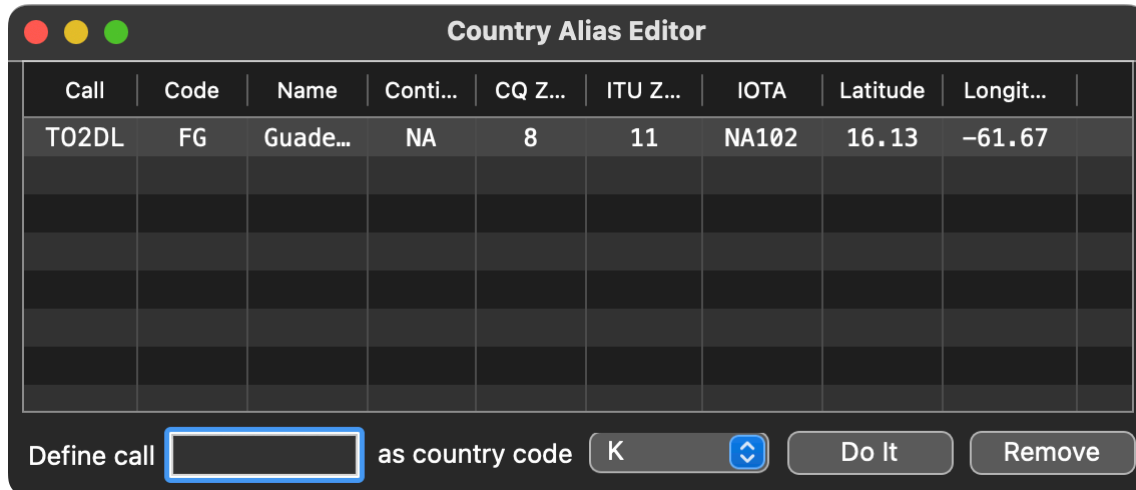 Country Alias Editor
Call Code Name Conti... CQ Z... ITU Z... IOTA Latitude Longit...
TO2DL FG Guade... NA 8 11 NA102 16.13 -61.67
Define call as country code K Do It Remove